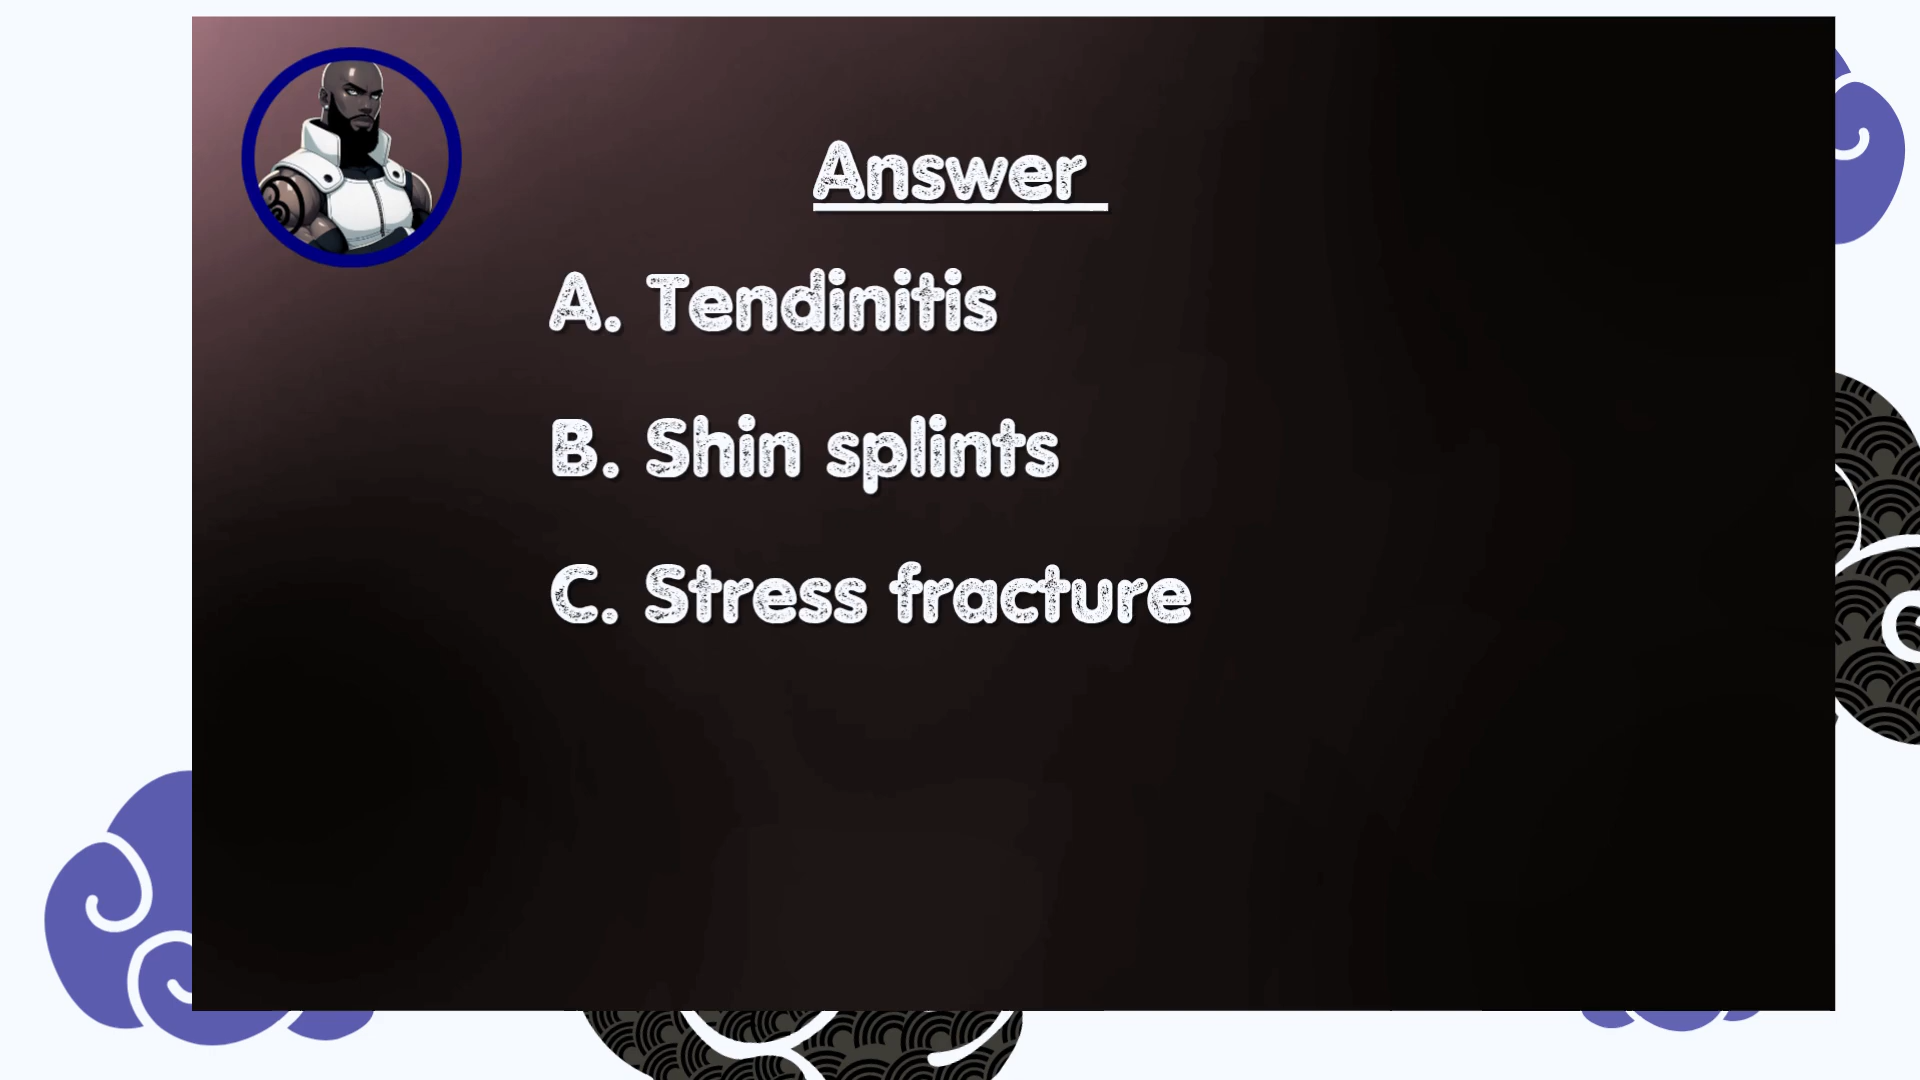 Answer
A. Tendinitis
B. Shin splints
C. Stress fracture